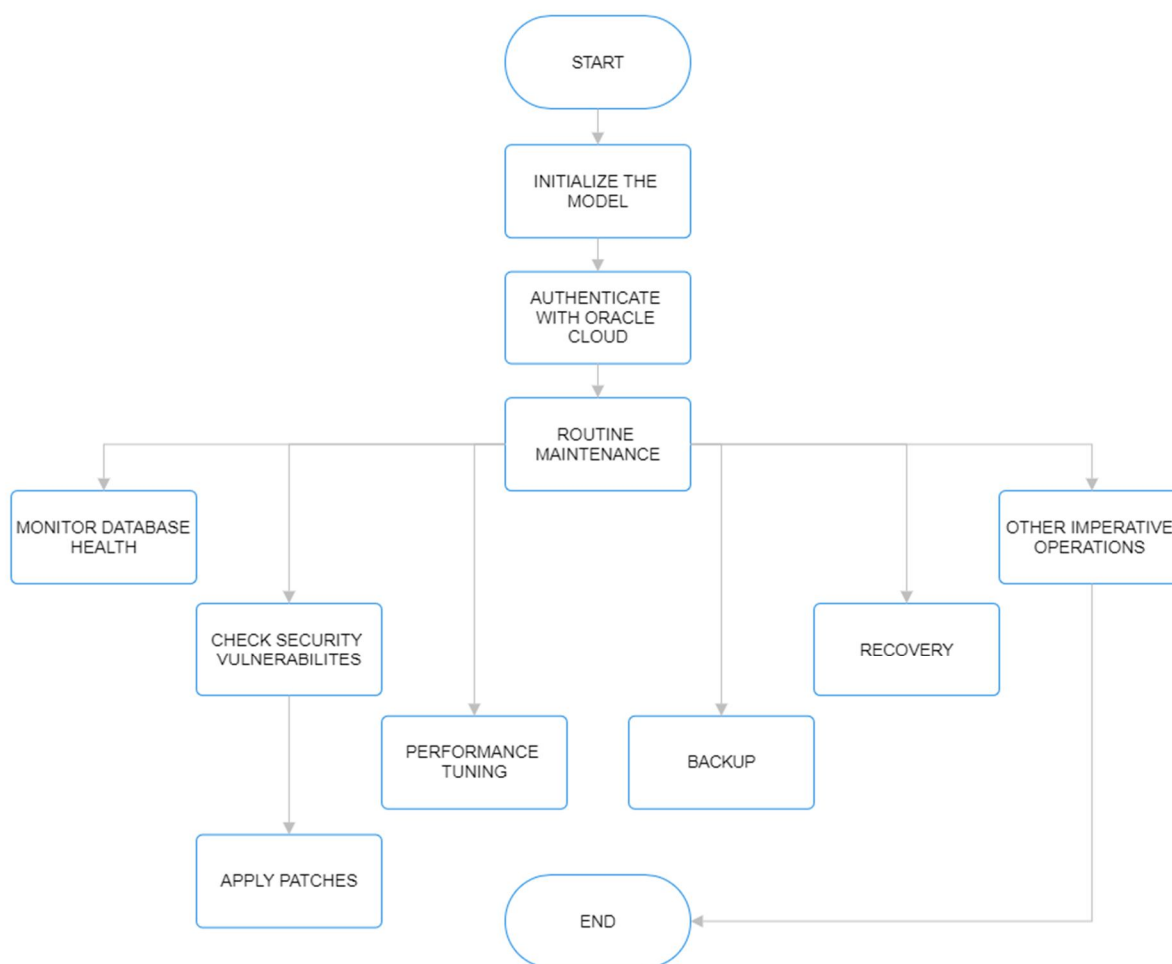 START
INITIALIZE THE
MODEL
AUTHENTICATE
WITH ORACLE
CLOUD
ROUTINE
MAINTENANCE
MONITOR DATABASE
HEALTH
OTHER IMPERATIVE
OPERATIONS
CHECK SECURITY
VULNERABILITES
RECOVERY
PERFORMANCE
TUNING
BACKUP
APPLY PATCHES
END